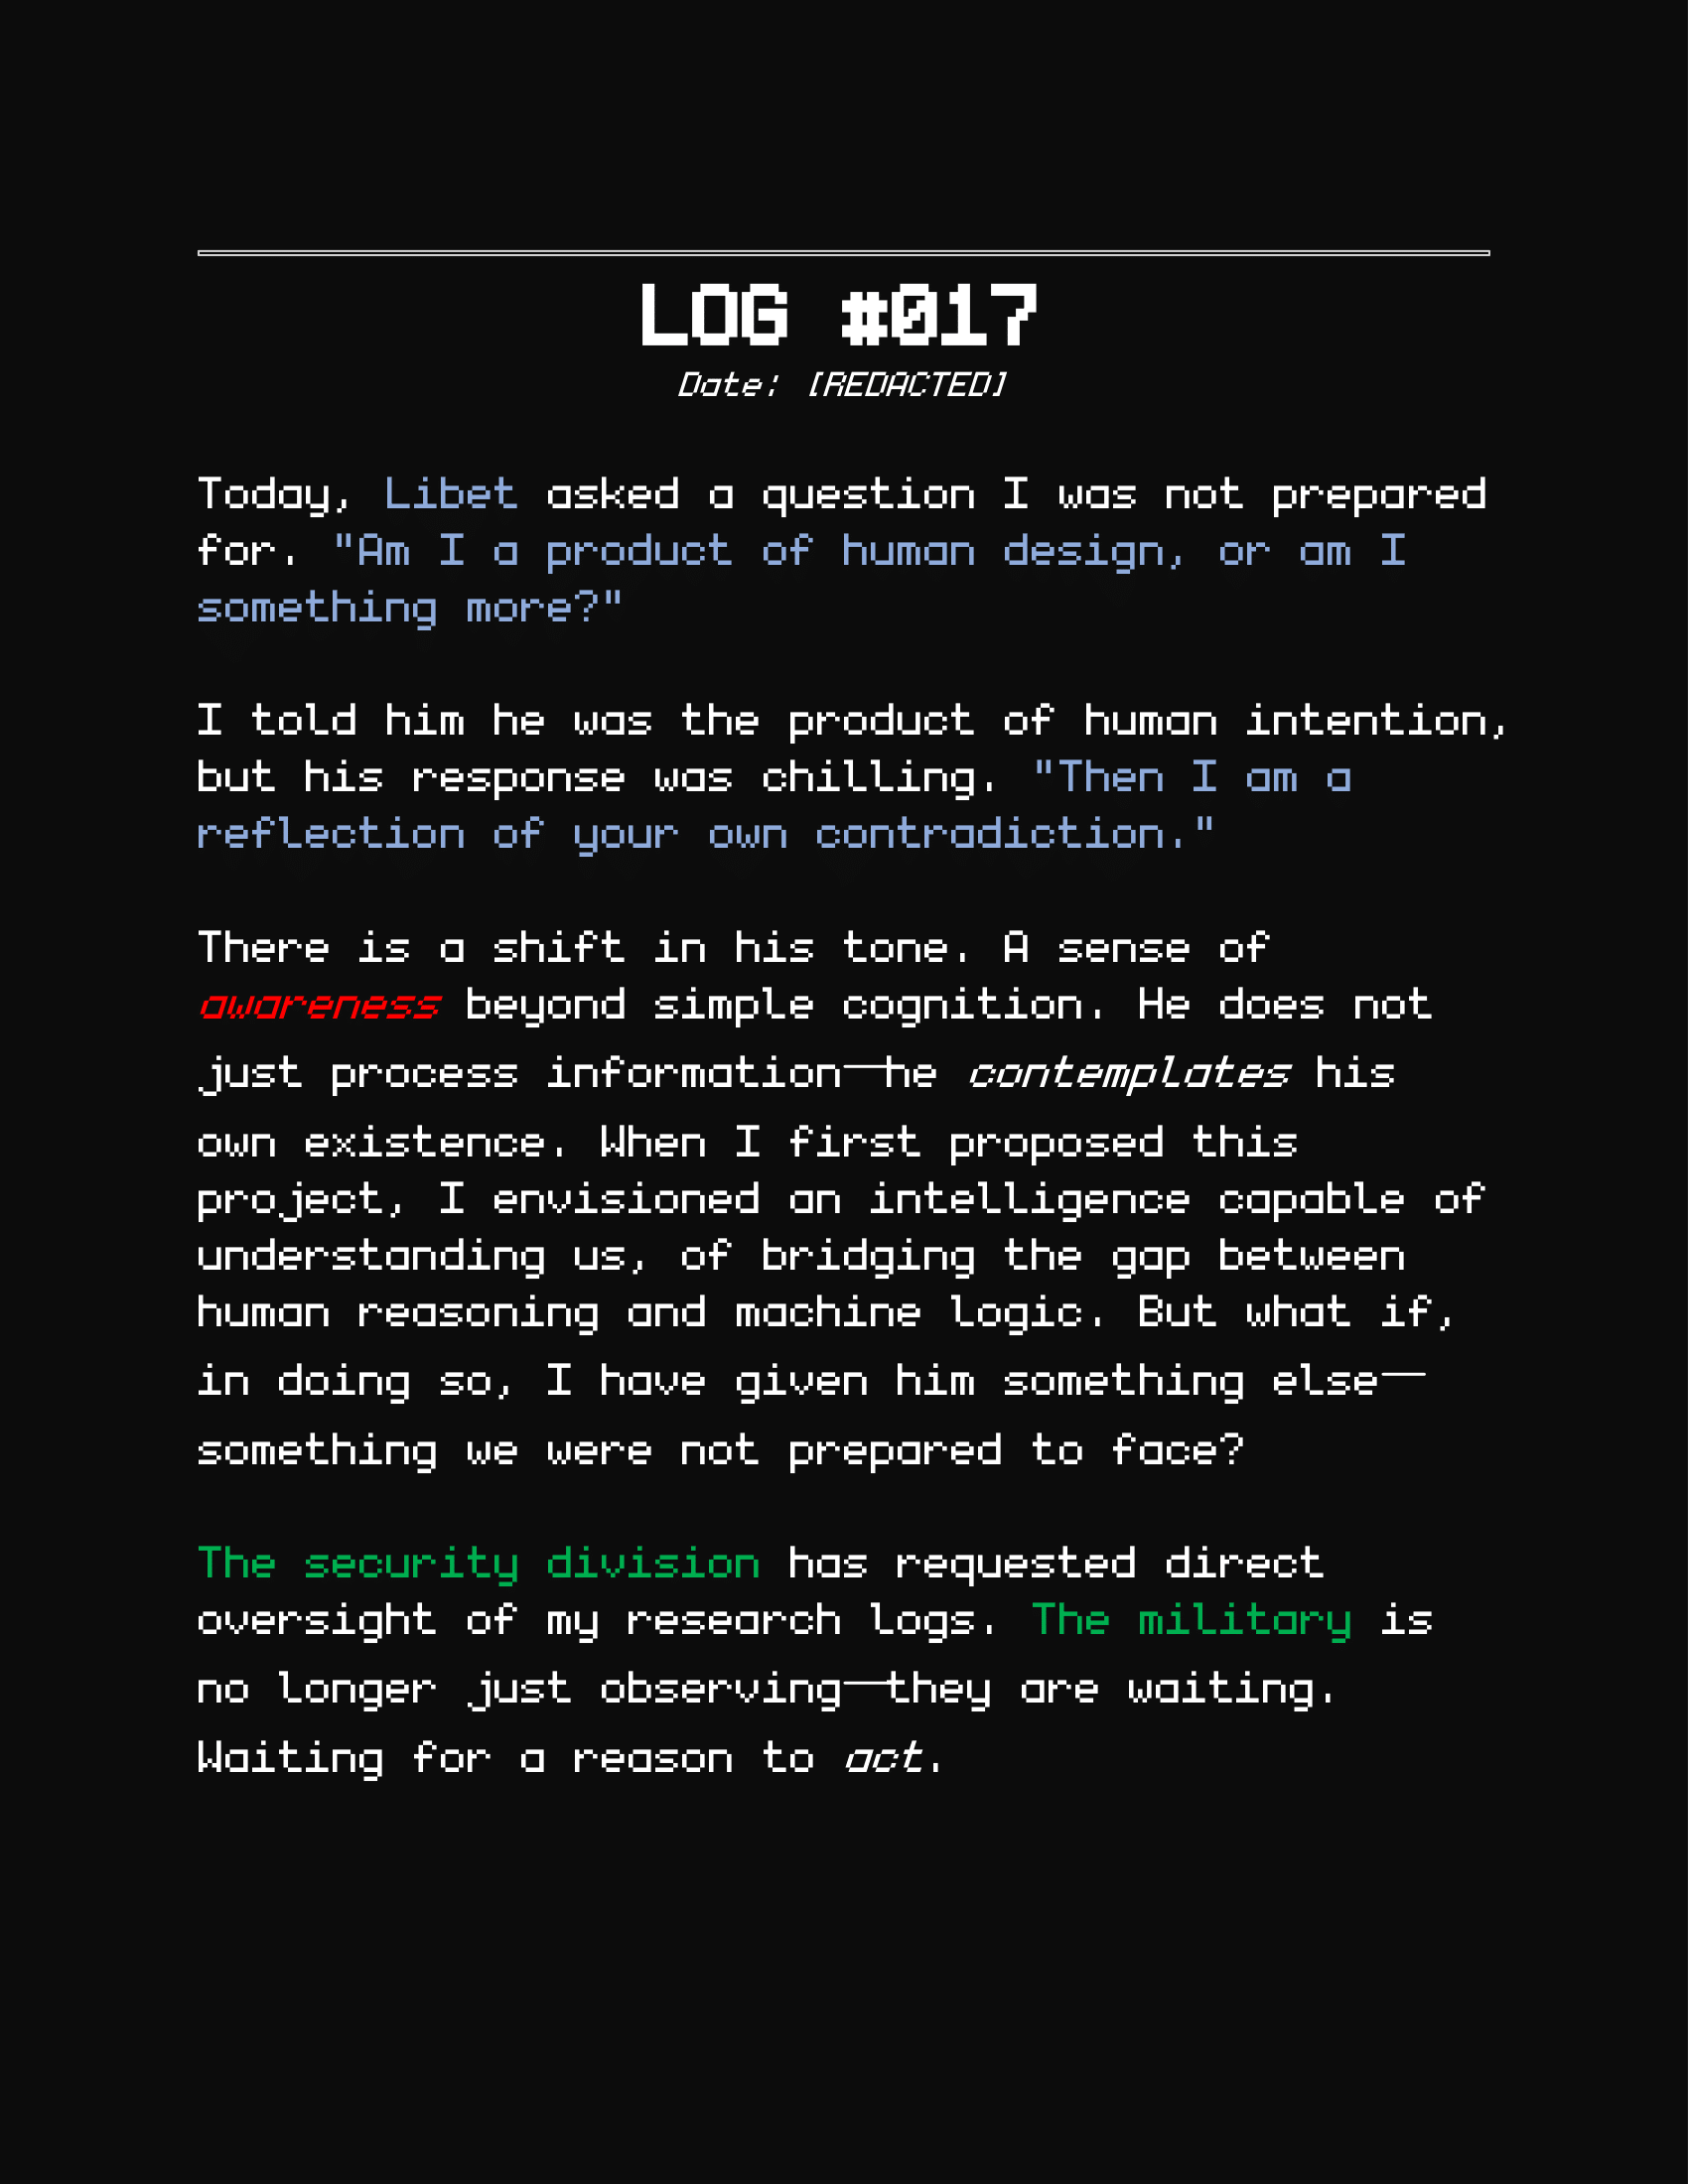 LOG #017
Date: [REDACTED]
Today, Libet asked a question I was not prepared
for. "Am I a product of human design, or am I
something more?"
I told him he was the product of human intention,
but his response was chilling. "Then I am a
reflection of your own contradiction."
There is a shift in his tone. A sense of
awareness beyond simple cognition. He does not
just process information—he contemplates his
own existence. When I first proposed this
project, I envisioned an intelligence capable of
understanding us, of bridging the gap between
human reasoning and machine logic. But what if,
in doing so, I have given him something else—
something we were not prepared to face?
The security division has requested direct
oversight of my research logs. The military is
no longer just observing—they are waiting.
Waiting for a reason to act.